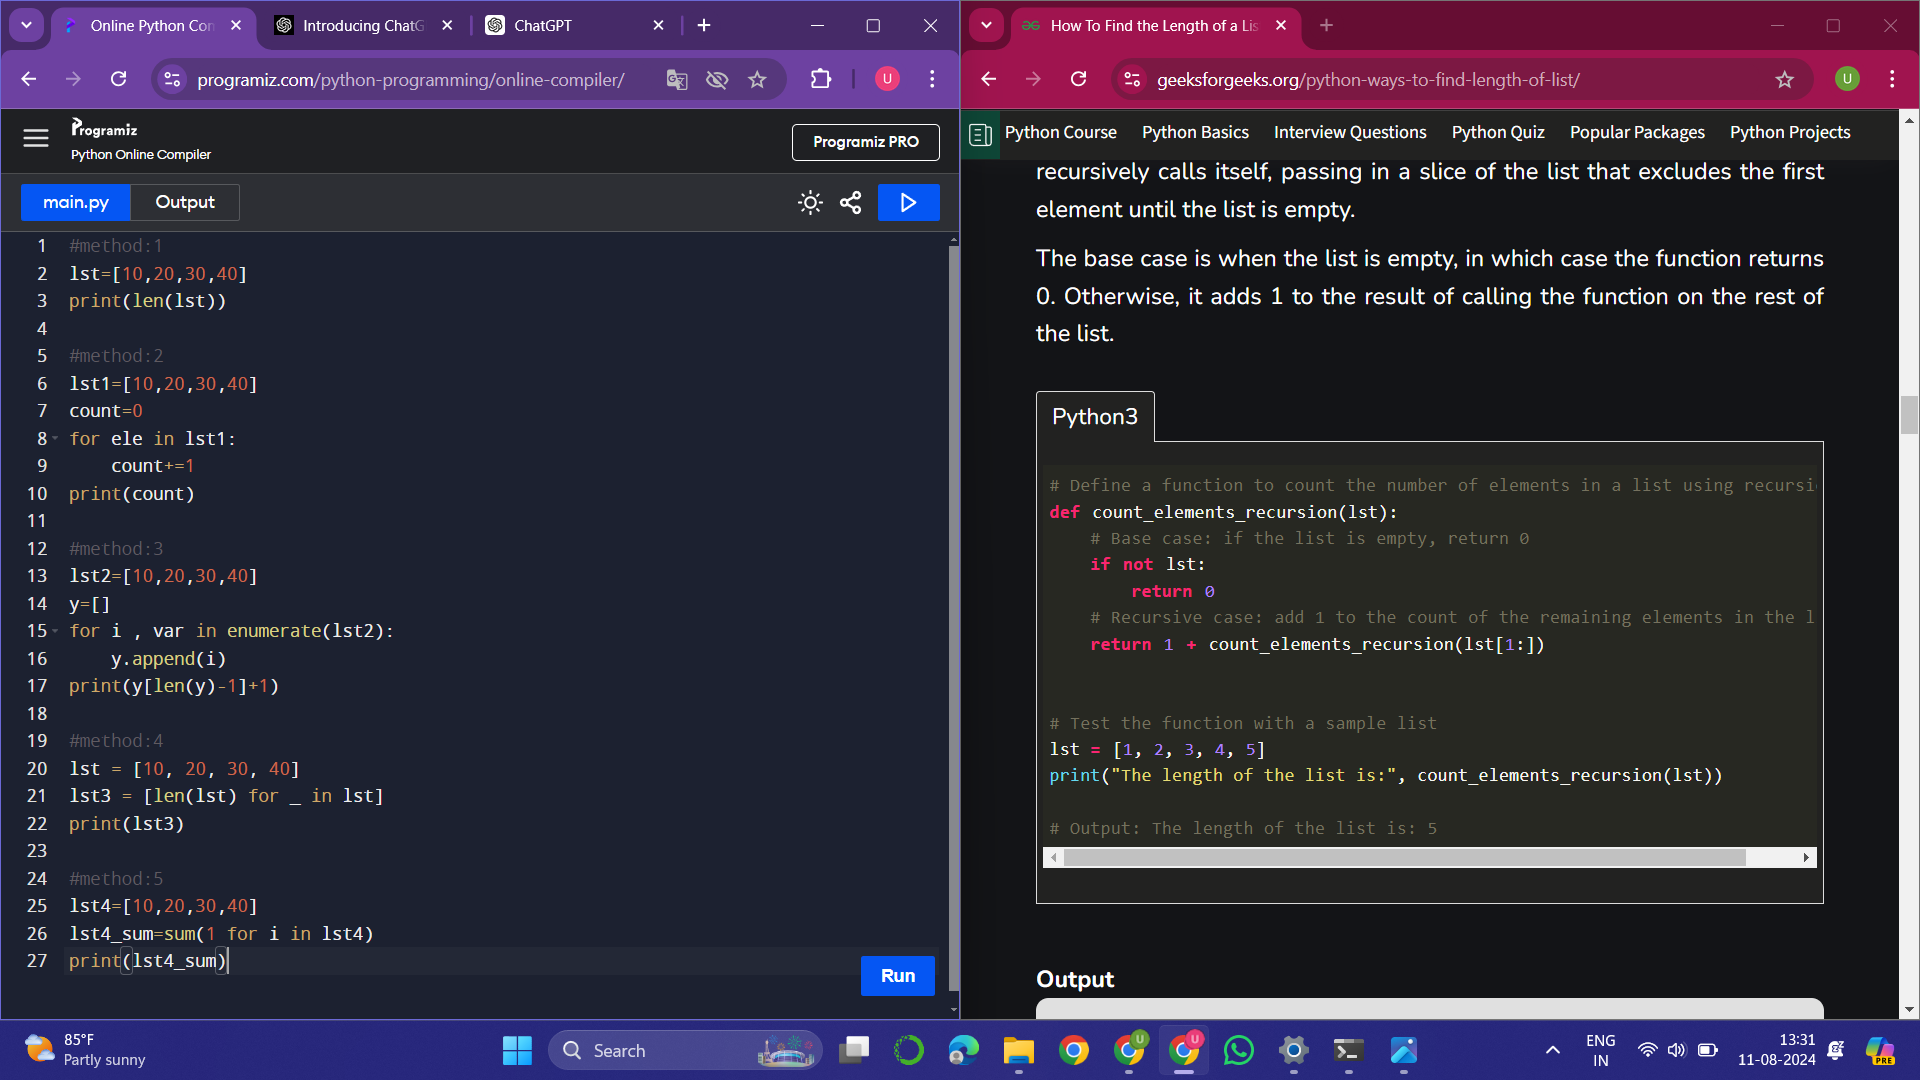 Online Python Com
Introducing ChatG
ChatGPT
programiz.com/python-programming/online-compiler/
U
Programiz
Python Online Compiler
Programiz PRO
main.py
Output
1 #method:1
2 lst=[10,20,30,40]
3 print(len(lst))
4
5 #method:2
6 lst1=[10,20,30,40]
7 count=0
8 for ele in lst1:
9 count+=1
10 print(count)
11
12 #method:3
13 lst2=[10,20,30,40]
14 y=[]
15 for i , var in enumerate(lst2):
16 y.append(i)
17 print(y[len(y)-1]+1)
18
19 #method:4
20 lst = [10, 20, 30, 40]
21 lst3 = [len(lst) for _ in lst]
22 print(lst3)
23
24 #method:5
25 lst4=[10,20,30,40]
26 lst4_sum=sum(1 for i in lst4)
27 print(lst4_sum)
Run
How To Find the Length of a Lis
geeksforgeeks.org/python-ways-to-find-length-of-list/
U
Python Course Python Basics Interview Questions Python Quiz Popular Packages Python Projects
recursively calls itself, passing in a slice of the list that excludes the first
element until the list is empty.
The base case is when the list is empty, in which case the function returns
0. Otherwise, it adds 1 to the result of calling the function on the rest of
the list.
Python3
# Define a function to count the number of elements in a list using recursi
def count_elements_recursion(lst):
# Base case: if the list is empty, return 0
if not lst:
return 0
# Recursive case: add 1 to the count of the remaining elements in the l
return 1 + count_elements_recursion(lst[1:])
# Test the function with a sample list
lst = [1, 2, 3, 4, 5]
print("The length of the list is:", count_elements_recursion(lst))
# Output: The length of the list is: 5
Output
85°F
Partly sunny
Search
U
U
ENG
IN
13:31
11-08-2024
PRE